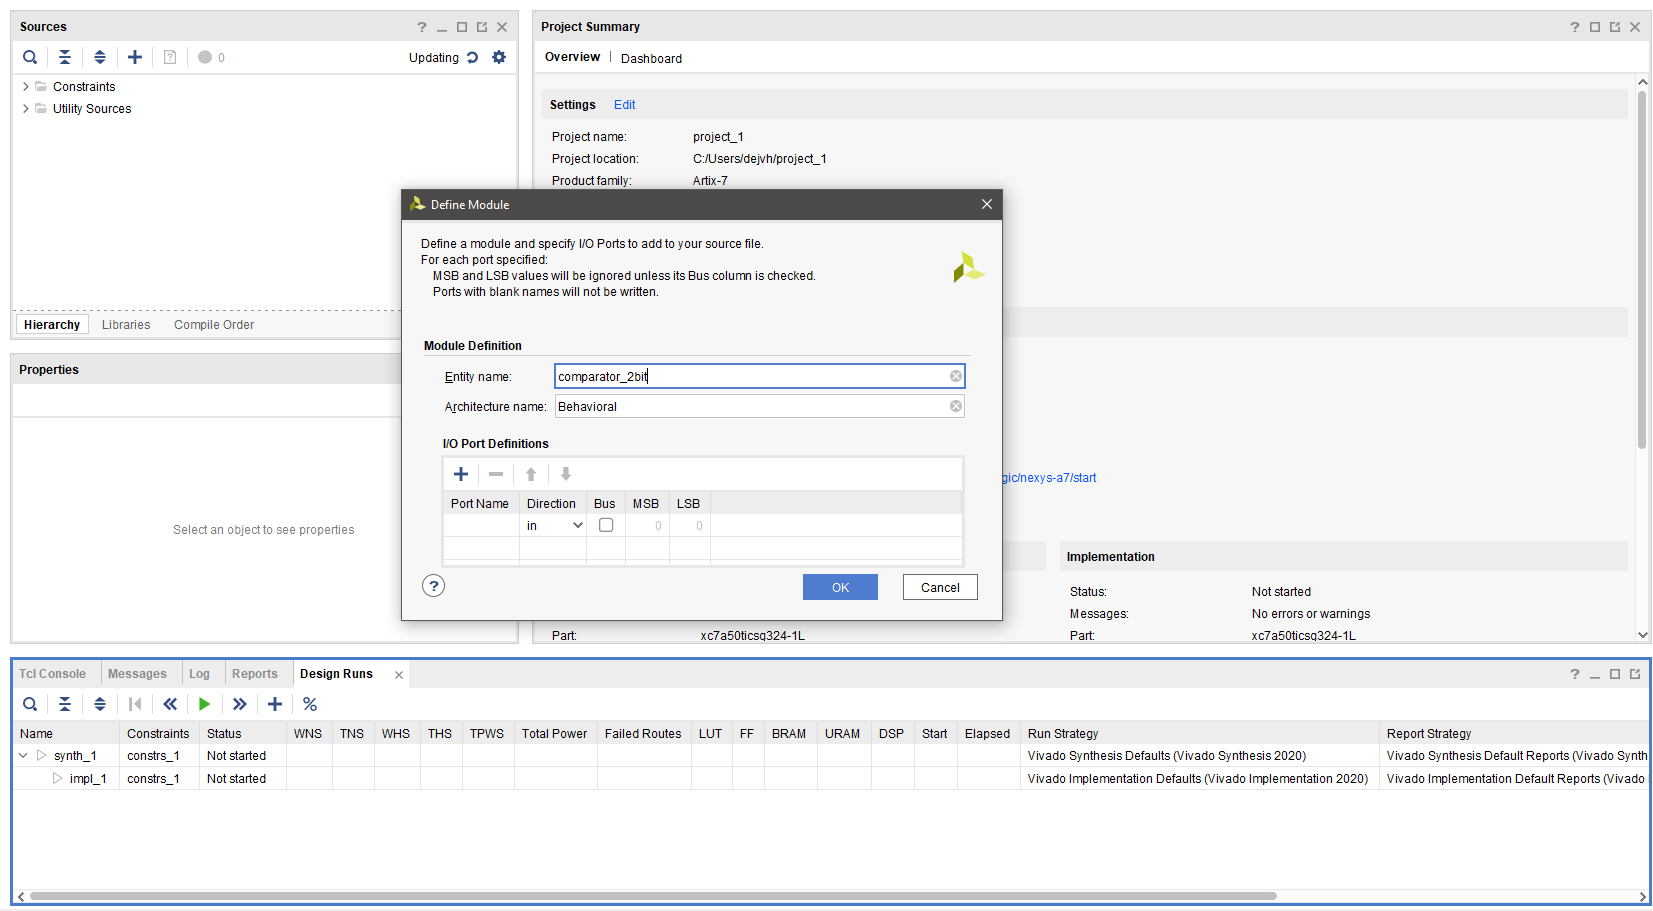 Sources
0
Updating
Constraints
Utility Sources
Hierarchy Libraries Compile Order
Properties
Select an object to see properties
Project Summary
Overview | Dashboard
Settings Edit
Project name: project_1
Project location: C:/Users/dejvh/project_1
Product family: Artix-7
gic/nexys-a7/start
Implementation
Status: Not started
Messages: No errors or warnings
Part: xc7a50ticsg324-1L
Part: xc7a50ticsg324-1L
Define Module
Define a module and specify I/O Ports to add to your source file.
For each port specified:
MSB and LSB values will be ignored unless its Bus column is checked.
Ports with blank names will not be written.
Module Definition
Entity name: comparator_2bit
Architecture name: Behavioral
I/O Port Definitions
Port Name Direction Bus MSB LSB
in 0 0
? OK Cancel
Tcl Console Messages Log Reports Design Runs
%
Name Constraints Status WNS TNS WHS THS TPWS Total Power Failed Routes LUT FF BRAM URAM DSP Start Elapsed Run Strategy Report Strategy
synth_1 constrs_1 Not started Vivado Synthesis Defaults (Vivado Synthesis 2020) Vivado Synthesis Default Reports (Vivado Synth
impl_1 constrs_1 Not started Vivado Implementation Defaults (Vivado Implementation 2020) Vivado Implementation Default Reports (Vivado